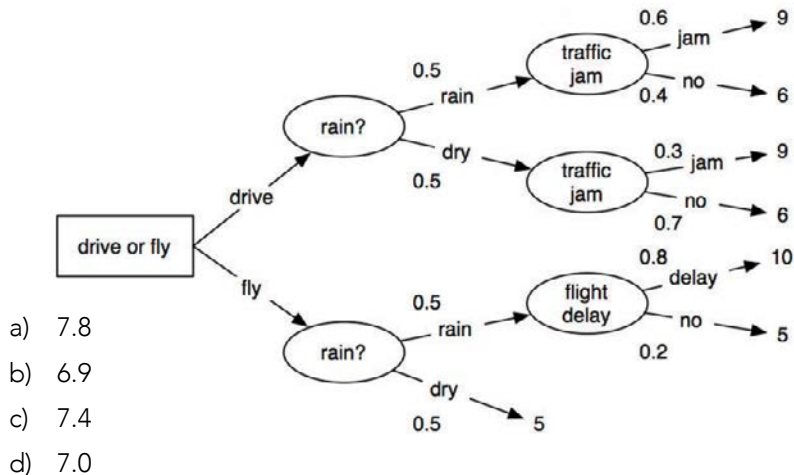 0.6
9
jam
traffic
jam
0.5
rain
0.4
no
6
rain?
dry
0.5
0.3
jam
9
traffic
jam
no
0.7
6
drive
drive or fly
fly
0.8
delay
10
flight
delay
0.5
rain
no
0.2
5
rain?
dry
0.5
5
a) 7.8
b) 6.9
c) 7.4
d) 7.0